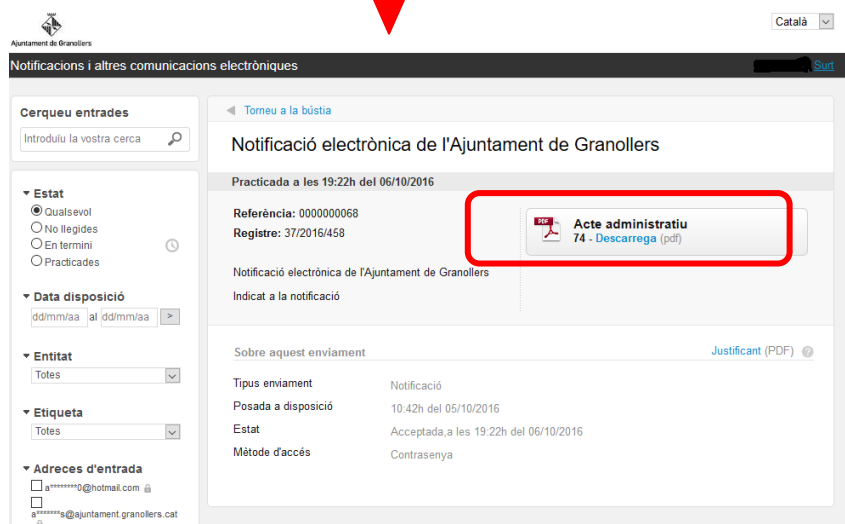 Ajuntament de Granollers
Català
Notificacions i altres comunicacions electròniques
Surt
Cerqueu entrades
Introduïu la vostra cerca
Estat
Qualsevol
No llegides
En termini
Practicades
Data disposició
dd/mm/aa al dd/mm/aa >
Entitat
Totes
Etiqueta
Totes
Adreces d'entrada
a********0@hotmail.com
a*******s@ajuntament.granollers.cat
Torneu a la bústia
Notificació electrònica de l'Ajuntament de Granollers
Practicada a les 19:22h del 06/10/2016
Referència: 0000000068
Registre: 37/2016/458
Notificació electrònica de l'Ajuntament de Granollers
Indicat a la notificació
PDF
Acte administratiu
74 - Descarrega (pdf)
Sobre aquest enviament
Justificant (PDF) ?
Tipus enviament Notificació
Posada a disposició 10:42h del 05/10/2016
Estat Acceptada,a les 19:22h del 06/10/2016
Mètode d'accés Contrasenya